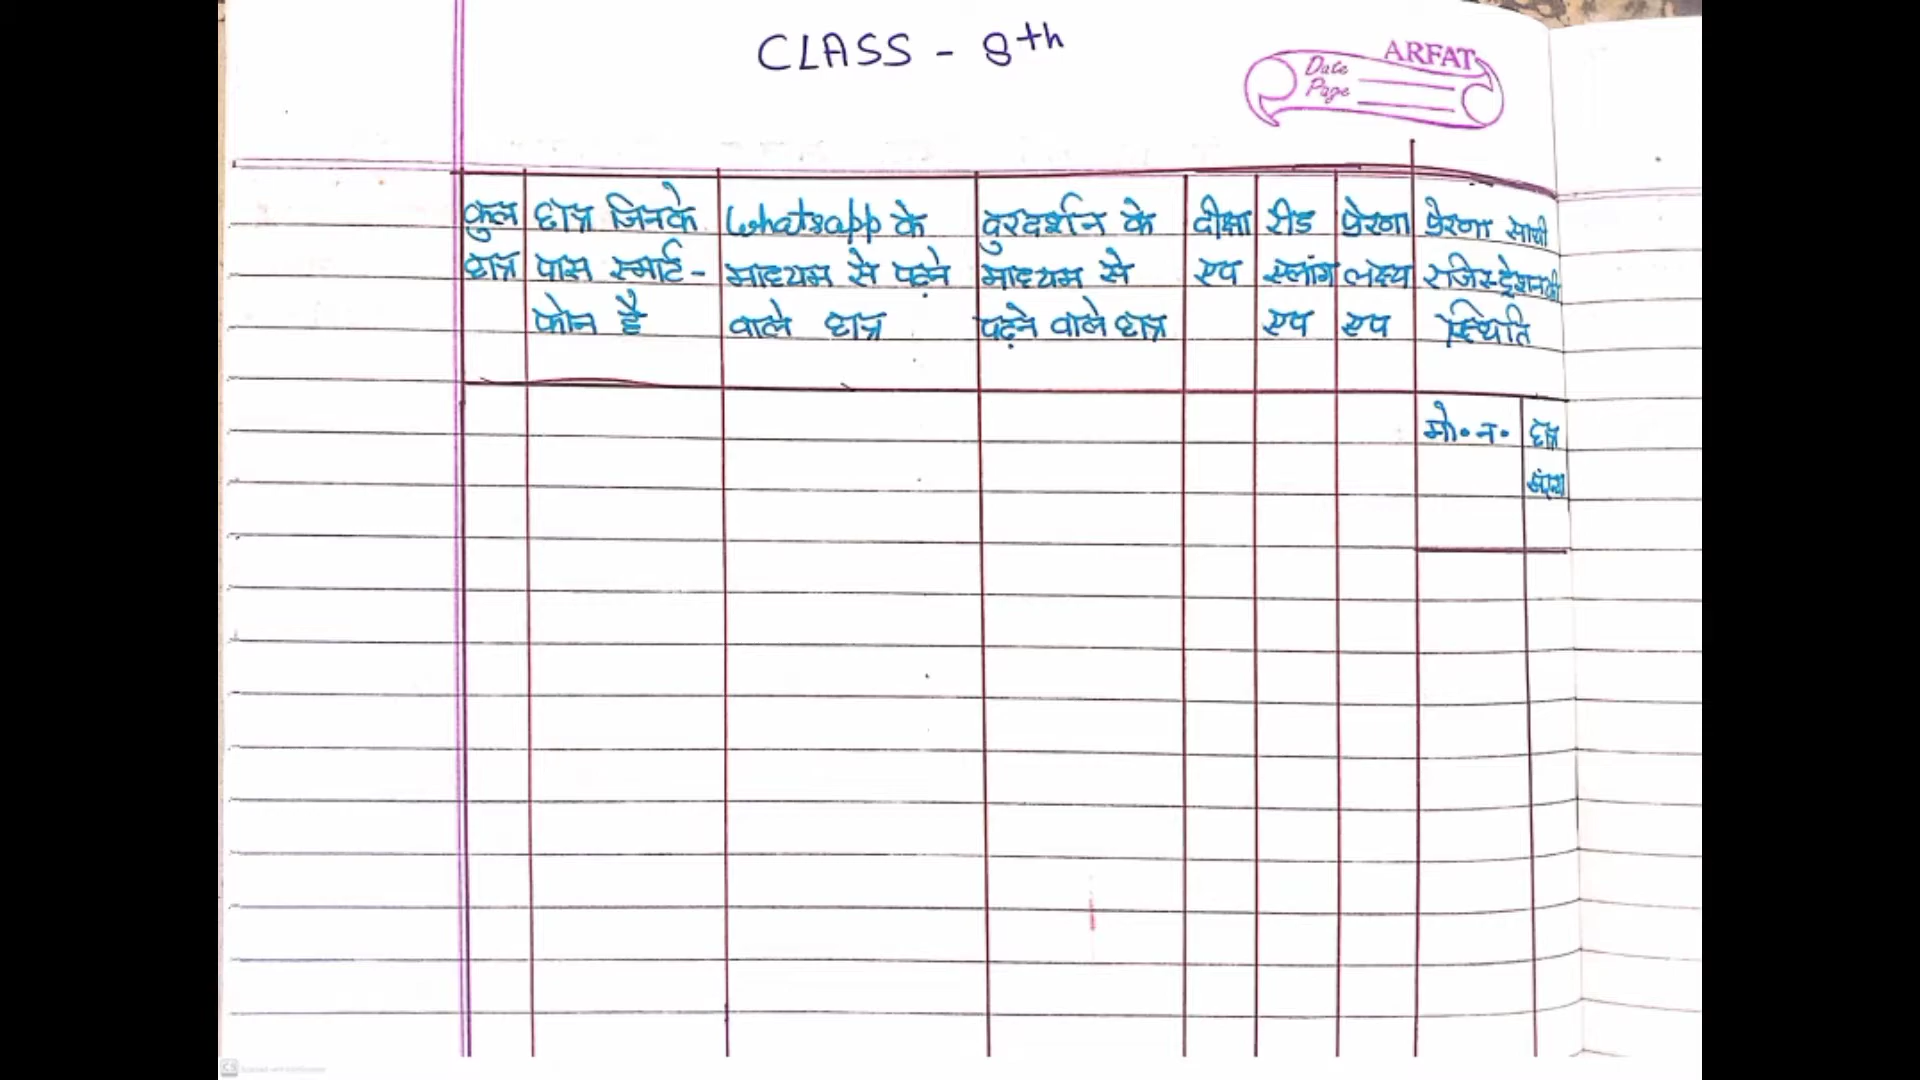 CLASS - 8th
ARFAT
Date
Page
कुल छात्र
छात्र जिनके पास स्मार्ट-फोन है
Whatsapp के माध्यम से पढ़ने वाले छात्र
दुरदर्शन के माध्यम से पढ़ने वाले छात्र
दीक्षा एप
रीड एलांग एप
प्रेरणा लक्ष्य एप
प्रेरणा साथी रजिस्ट्रेशन की स्थिति
मो. न.
छात्र संख्या